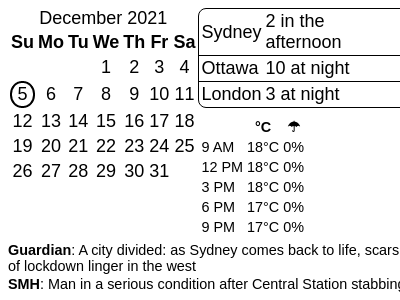 December 2021
Su Mo Tu We Th Fr Sa
1 2 3 4
5 6 7 8 9 10 11
12 13 14 15 16 17 18
19 20 21 22 23 24 25
26 27 28 29 30 31
Sydney 2 in the
afternoon
Ottawa 10 at night
London 3 at night
°C ☂
9 AM 18°C 0%
12 PM 18°C 0%
3 PM 18°C 0%
6 PM 17°C 0%
9 PM 17°C 0%
Guardian: A city divided: as Sydney comes back to life, scars
of lockdown linger in the west
SMH: Man in a serious condition after Central Station stabbing